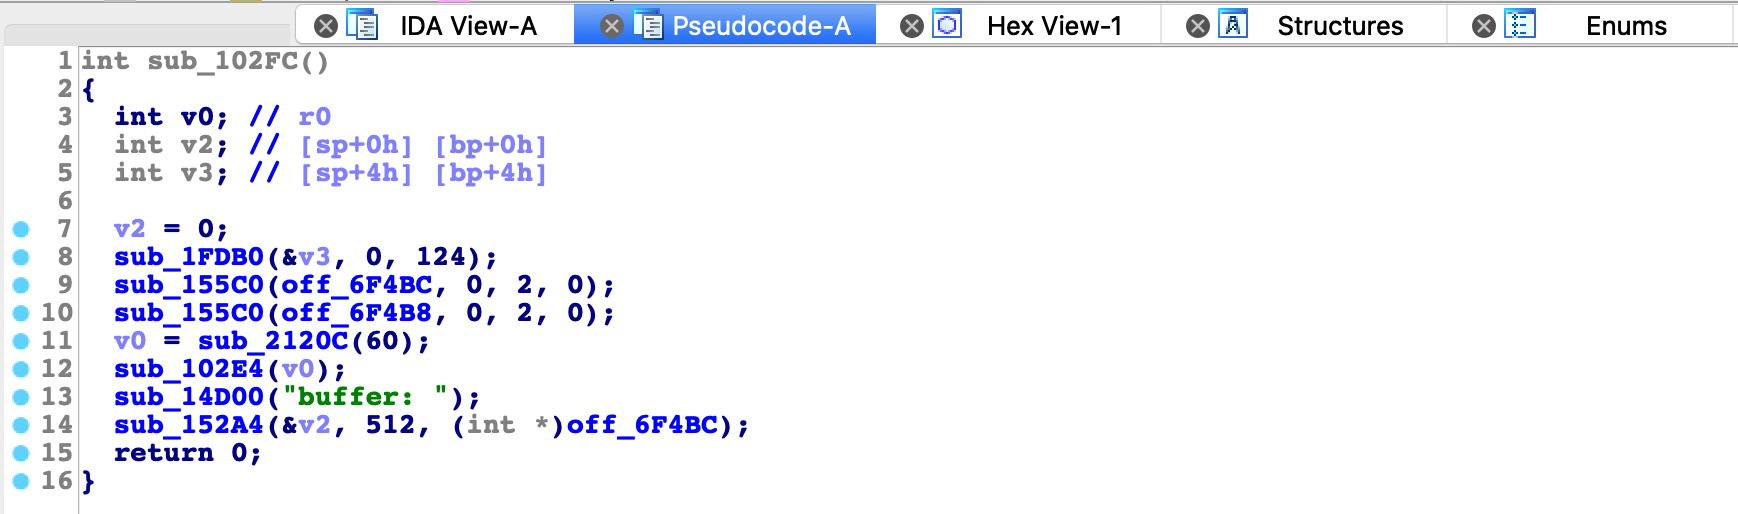 IDA View-A Pseudocode-A Hex View-1 Structures Enums
1 int sub_102FC()
2 {
3 int v0; // r0
4 int v2; // [sp+0h] [bp+0h]
5 int v3; // [sp+4h] [bp+4h]
6
7 v2 = 0;
8 sub_1FDB0(&v3, 0, 124);
9 sub_155C0(off_6F4BC, 0, 2, 0);
10 sub_155C0(off_6F4B8, 0, 2, 0);
11 v0 = sub_2120C(60);
12 sub_102E4(v0);
13 sub_14D00("buffer: ");
14 sub_152A4(&v2, 512, (int *)off_6F4BC);
15 return 0;
16 }